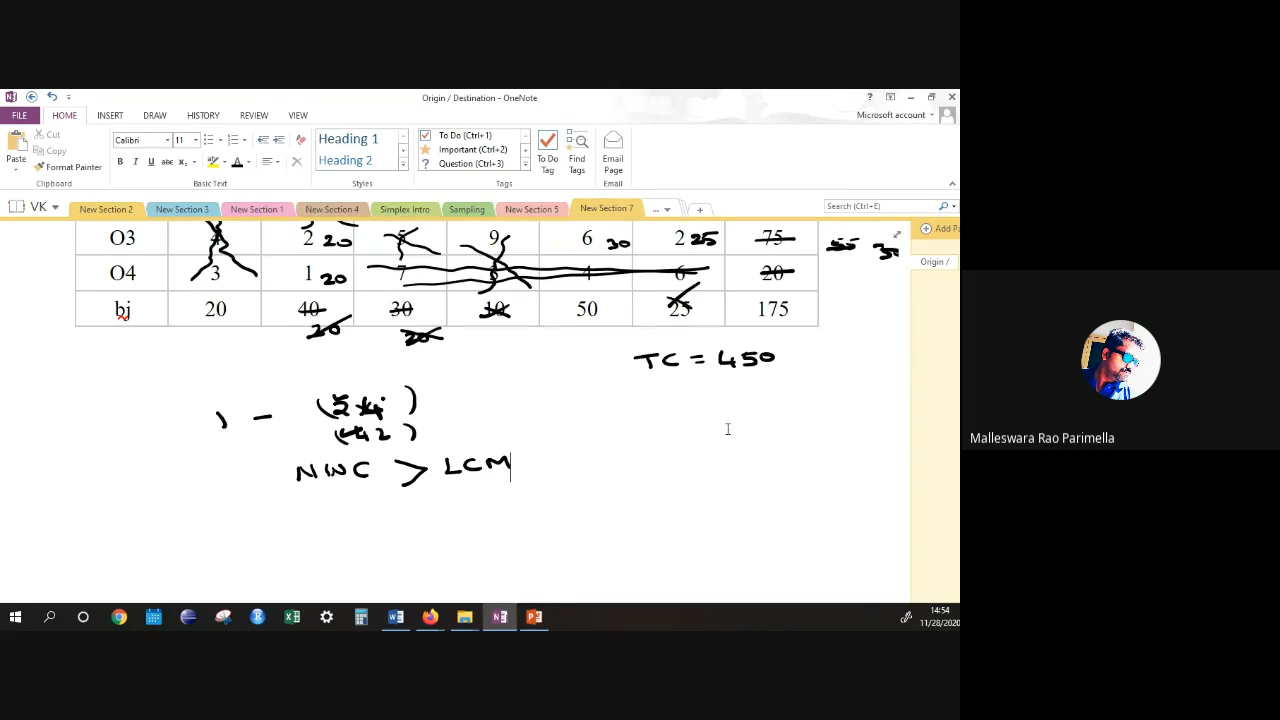 Origin / Destination - OneNote
FILE HOME INSERT DRAW HISTORY REVIEW VIEW
Microsoft account
Paste
Cut
Copy
Format Painter
Clipboard
Calibri 11
B I U abc
Basic Text
Heading 1
Heading 2
Styles
To Do (Ctrl+1)
Important (Ctrl+2)
Question (Ctrl+3)
Tags
To Do Tag
Find Tags
Email Page
Email
VK
New Section 2 New Section 3 New Section 1 New Section 4 Simplex Intro Sampling New Section 5 New Section 7 ...
Search (Ctrl+E)
Add Pa
Origin /
O3 4 2 20 5 9 6 30 2 25 75 55 30
O4 3 1 20 7 4 6 20
bj 20 40 30 10 50 25 175
20 20
TC = 450
NWC > LCM
14:54
11/28/2020
Malleswara Rao Parimella